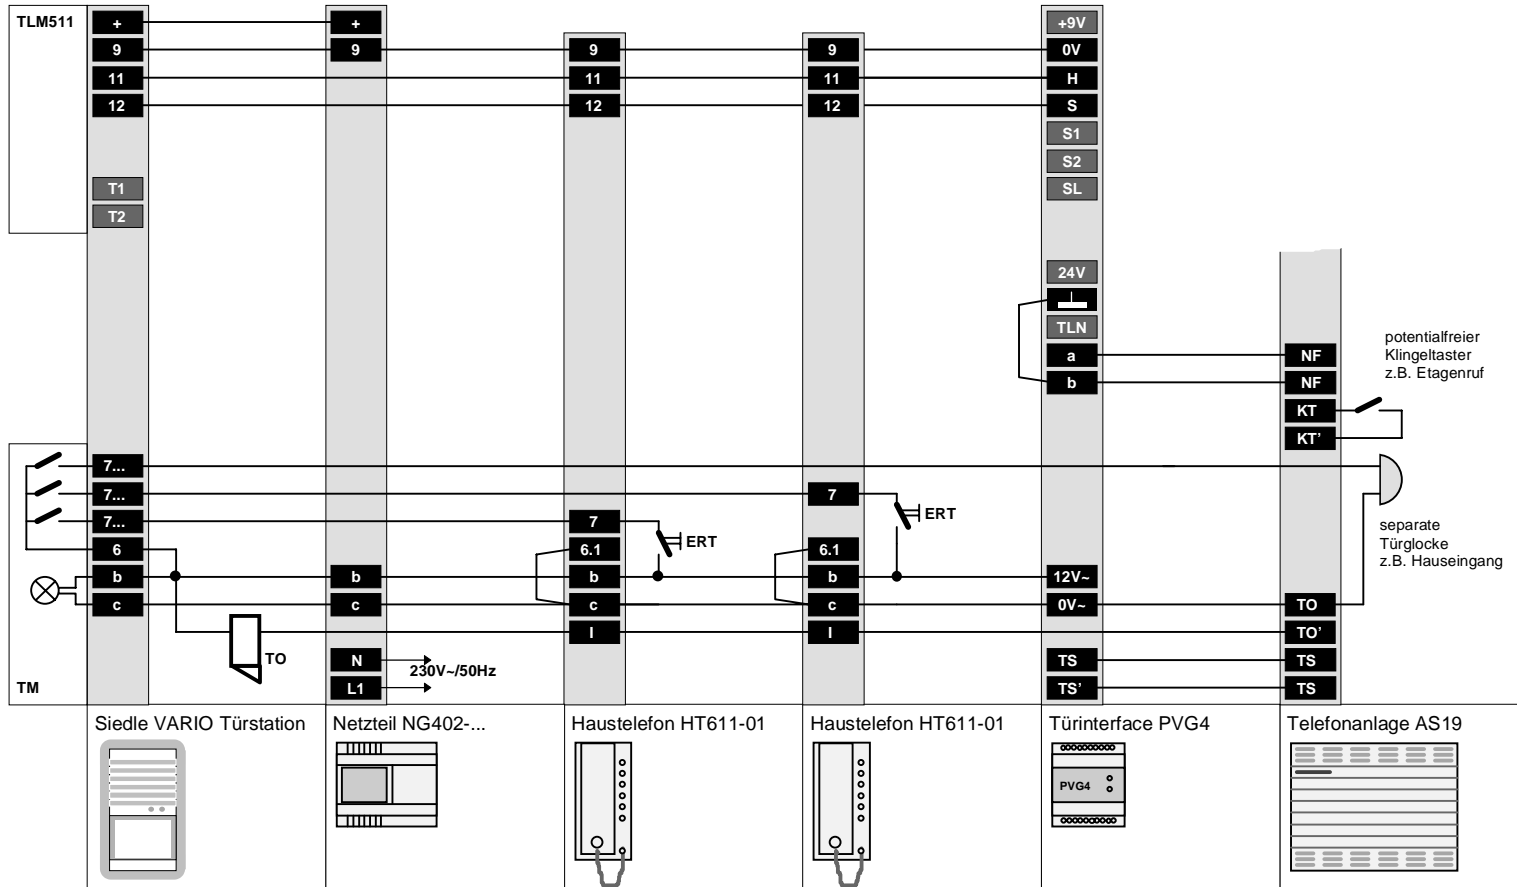 TLM511
+
9
11
12
T1
T2
+
9
9
11
12
9
11
12
+9V
0V
H
S
S1
S2
SL
24V
TLN
a
b
NF
NF
KT
KT'
potentialfreier
Klingeltaster
z.B. Etagenruf
7...
7...
7...
6
b
c
TM
TO
b
c
N
L1
230V~/50Hz
7
6.1
b
c
I
ERT
7
6.1
b
c
I
ERT
12V~
0V~
TS
TS'
TO
TO'
TS
TS
separate
Türglocke
z.B. Hauseingang
Siedle VARIO Türstation
Netzteil NG402-...
Haustelefon HT611-01
Haustelefon HT611-01
Türinterface PVG4
Telefonanlage AS19
PVG4